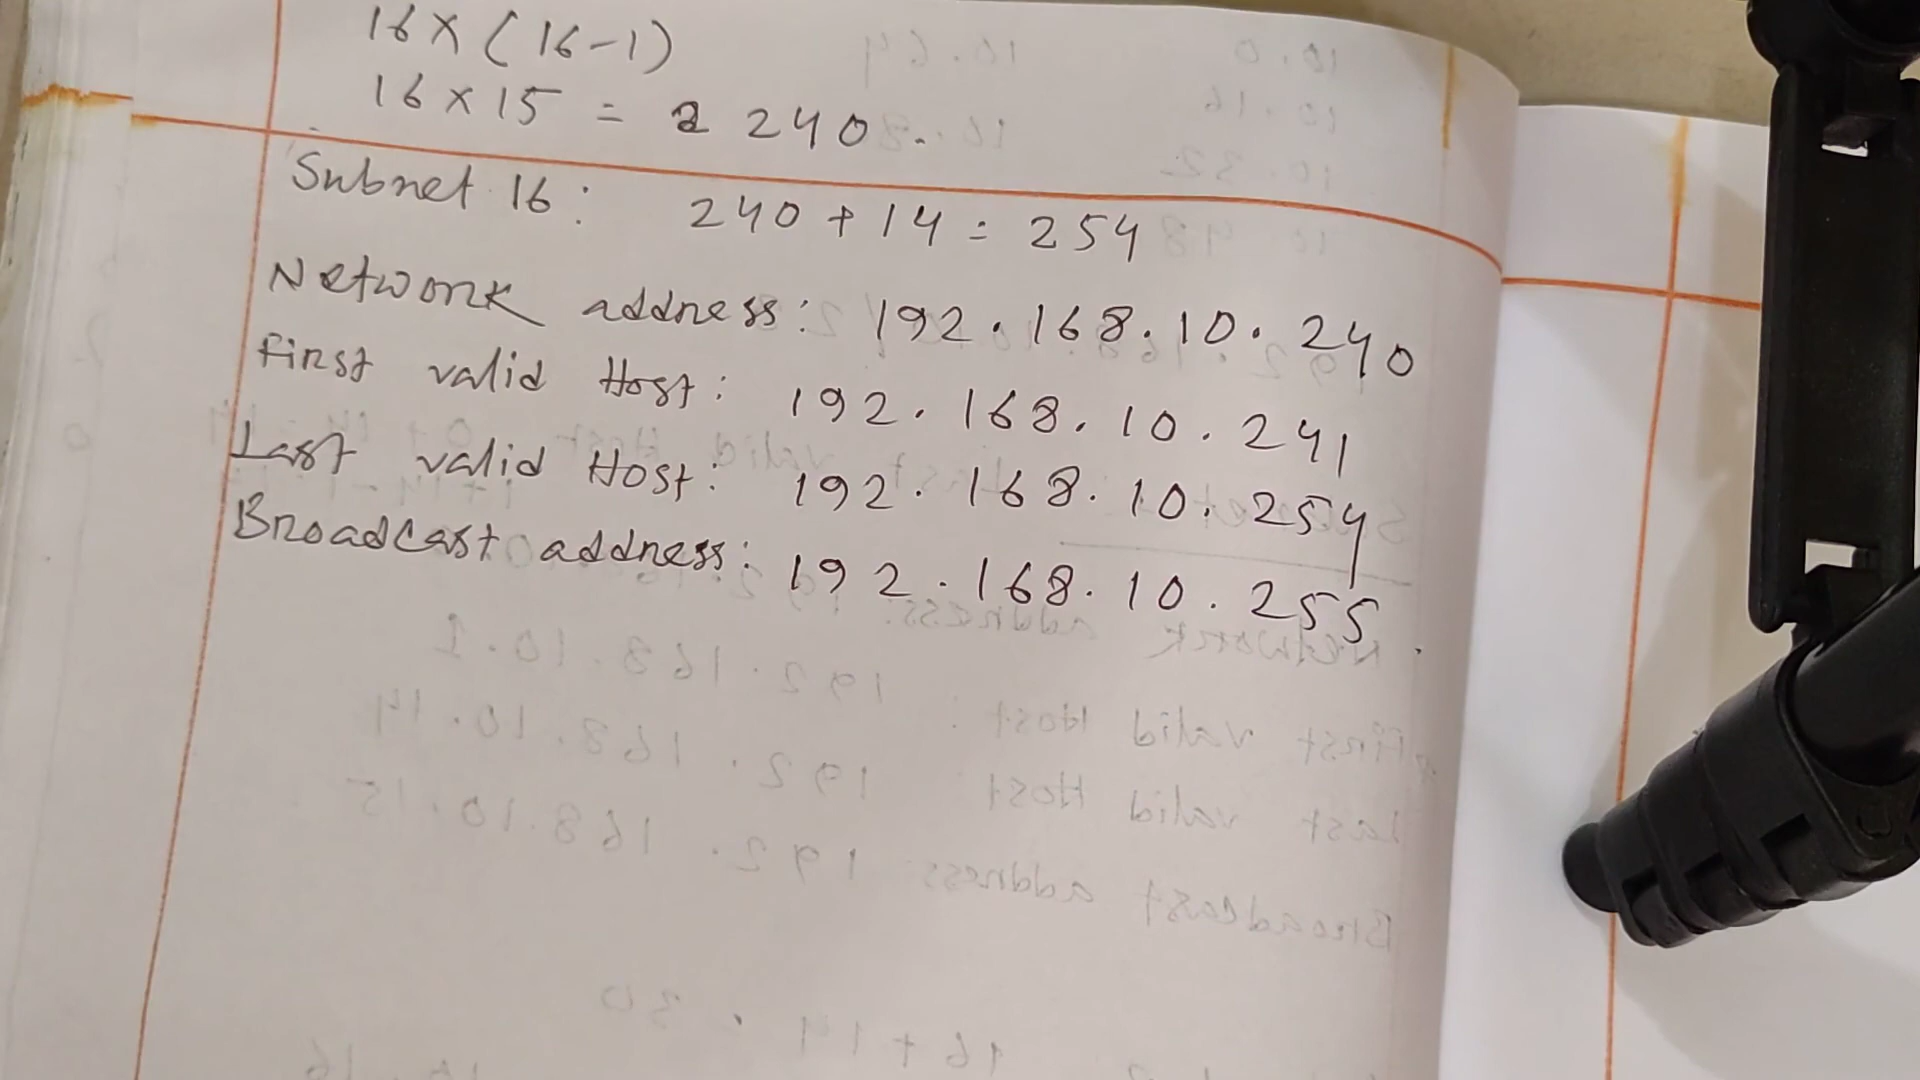 16 × (16-1)
16 × 15 = 240.
Subnet 16: 240 + 14 = 254
Network address: 192.168.10.240
First valid Host: 192.168.10.241
Last valid Host: 192.168.10.254
Broadcast address: 192.168.10.255